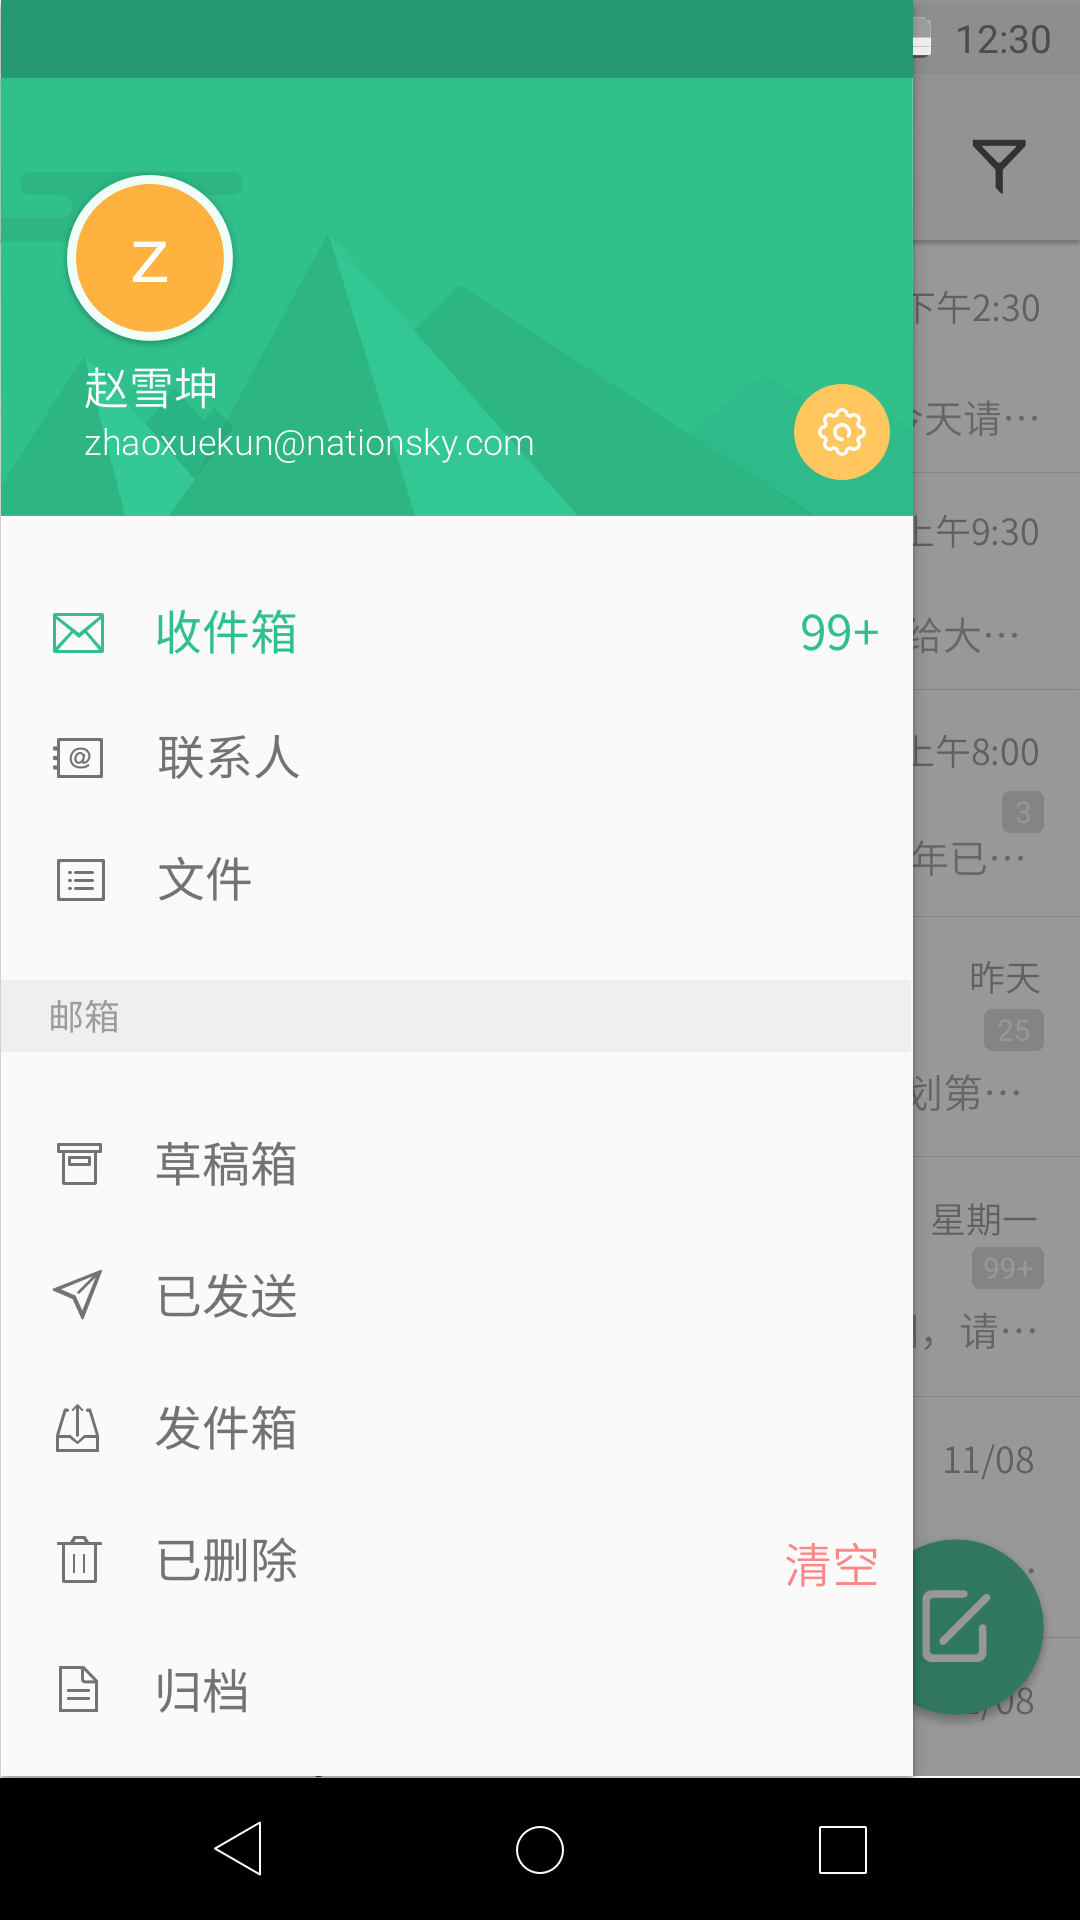 12:30
Z
赵雪坤
zhaoxuekun@nationsky.com
收件箱 99+
联系人
文件
邮箱
草稿箱
已发送
发件箱
已删除 清空
归档
下午2:30
天请…
上午9:30
给大…
上午8:00
3
年已…
昨天
25
划第…
星期一
99+
，请…
11/08
/08